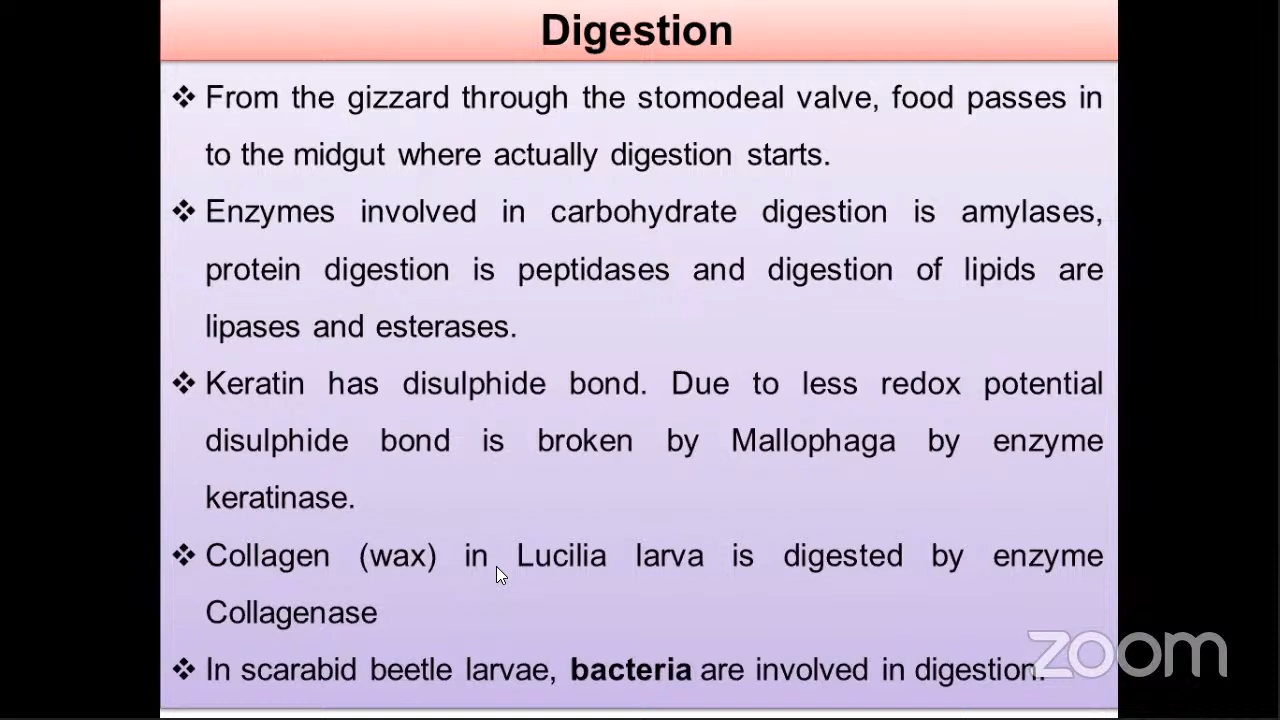 Digestion
❖ From the gizzard through the stomodeal valve, food passes in
to the midgut where actually digestion starts.
❖ Enzymes involved in carbohydrate digestion is amylases,
protein digestion is peptidases and digestion of lipids are
lipases and esterases.
❖ Keratin has disulphide bond. Due to less redox potential
disulphide bond is broken by Mallophaga by enzyme
keratinase.
❖ Collagen (wax) in Lucilia larva is digested by enzyme
Collagenase
❖ In scarabid beetle larvae, bacteria are involved in digestion.
zoom